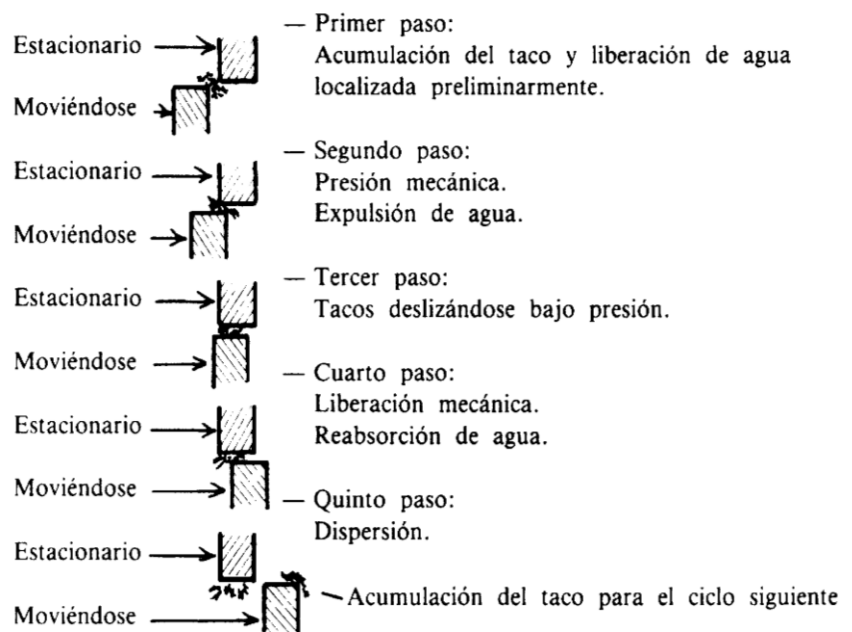 Estacionario
— Primer paso:
Acumulación del taco y liberación de agua
localizada preliminarmente.
Moviéndose
Estacionario
— Segundo paso:
Presión mecánica.
Expulsión de agua.
Moviéndose
Estacionario
— Tercer paso:
Tacos deslizándose bajo presión.
Moviéndose
— Cuarto paso:
Liberación mecánica.
Reabsorción de agua.
Estacionario
Moviéndose
— Quinto paso:
Dispersión.
Estacionario
Acumulación del taco para el ciclo siguiente
Moviéndose